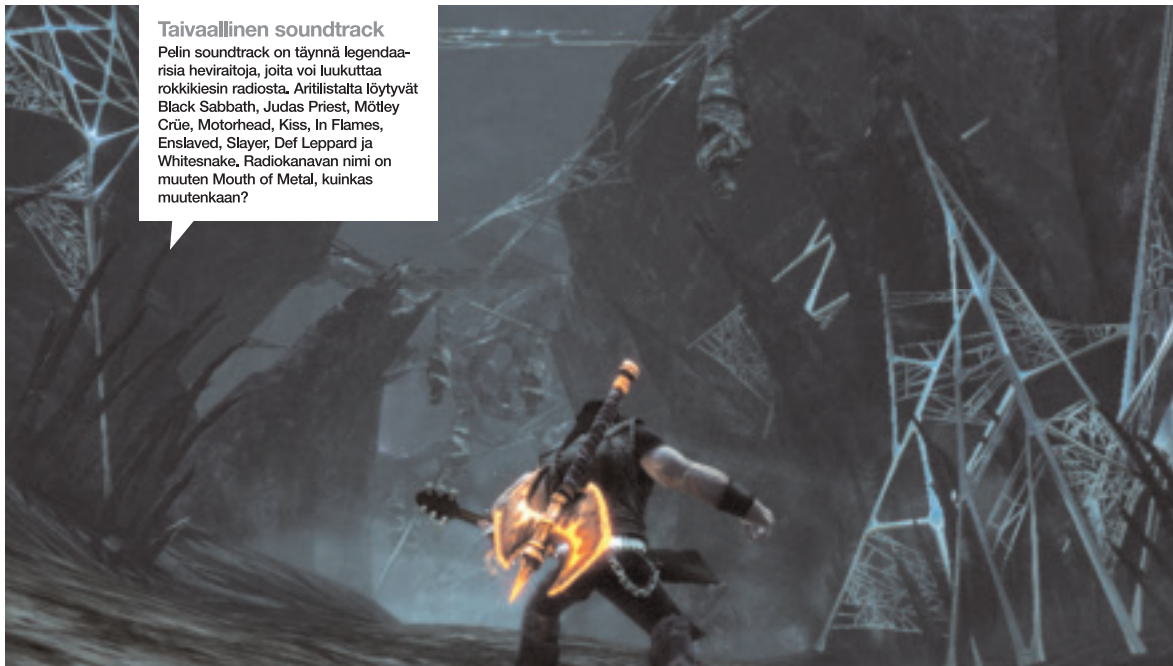 Taivaallinen soundtrack
Pelin soundtrack on täynnä legendaa-
risia heviraitoja, joita voi luukuttaa
rokkikiesin radiosta. Aritilistalta löytyvät
Black Sabbath, Judas Priest, Mötley
Crüe, Motorhead, Kiss, In Flames,
Enslaved, Slayer, Def Leppard ja
Whitesnake. Radiokanavan nimi on
muuten Mouth of Metal, kuinkas
muutenkaan?